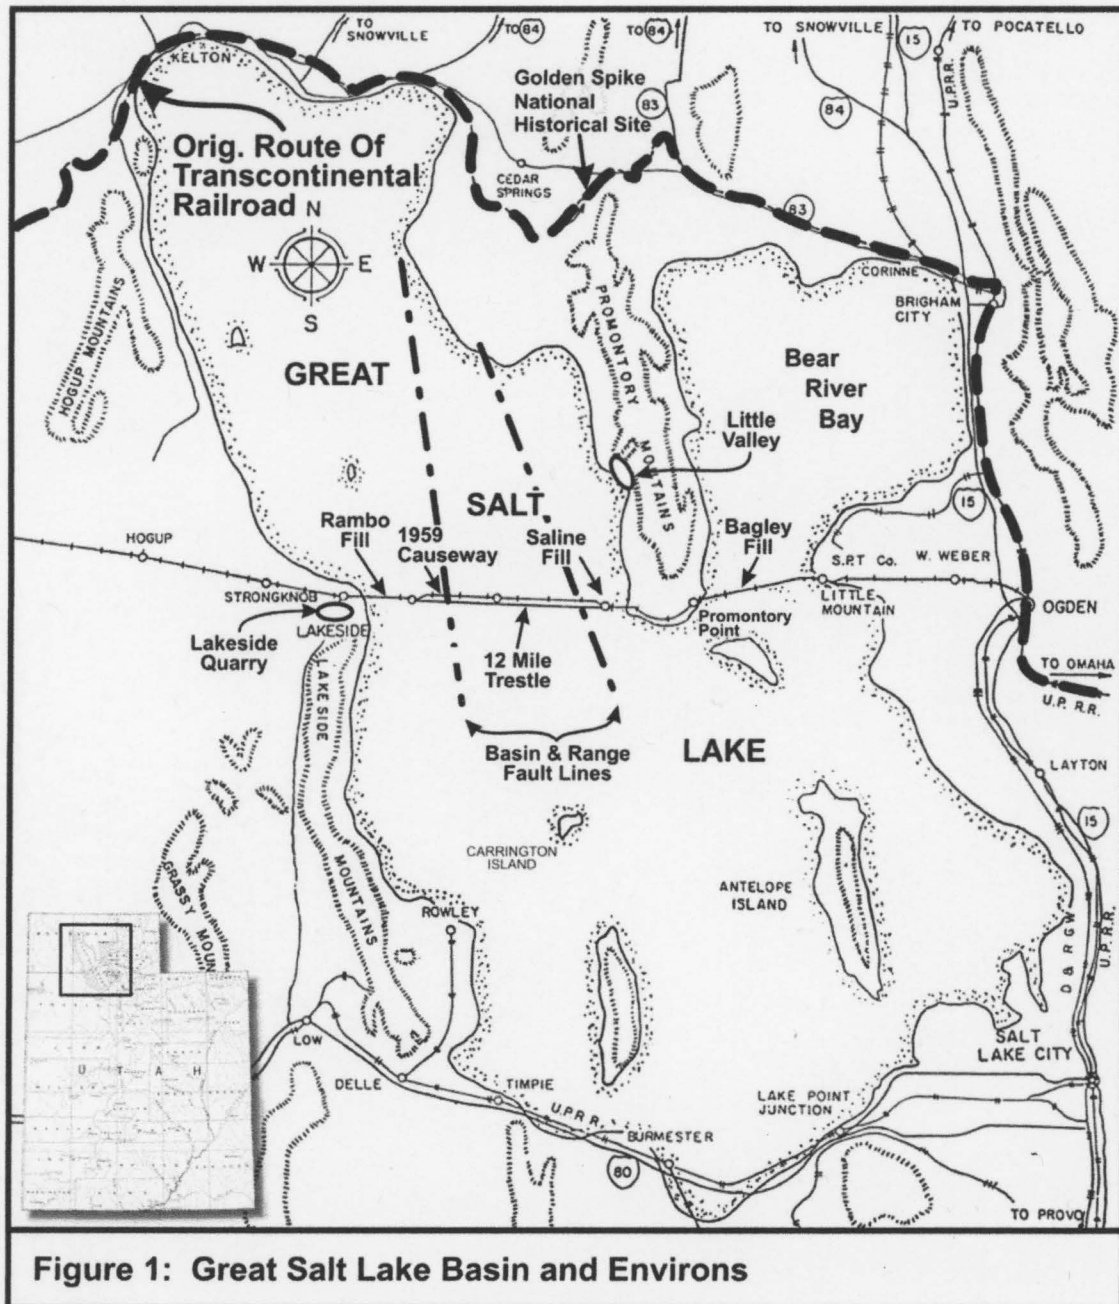 TO
SNOWVILLE
TO 84
TO 84
TO SNOWVILLE
15
TO POCATELLO
KELTON
Golden Spike
National
Historical Site
83
U.P.R.R.
84
Orig. Route Of
Transcontinental
Railroad
CEDAR
SPRINGS
83
N
W
E
S
CORINNE
BRIGHAM
CITY
HOGUP MOUNTAINS
PROMONTORY
MOUNTAINS
GREAT
Bear
River
Bay
Little
Valley
SALT
15
HOGUP
Rambo
Fill
1959
Causeway
Saline
Fill
Bagley
Fill
S.P.T Co.
W. WEBER
STRONGKNOB
LITTLE
MOUNTAIN
OGDEN
Lakeside
Quarry
LAKESIDE
Promontory
Point
12 Mile
Trestle
TO OMAHA
U.P. R.R.
LAKE SIDE
MOUNTAINS
Basin & Range
Fault Lines
LAKE
LAYTON
15
CARRINGTON
ISLAND
ANTELOPE
ISLAND
GRASSY MOUN
ROWLEY
D & RGW
U.P.R.R.
LOW
SALT
LAKE CITY
UTAH
DELLE
TIMPIE
LAKE POINT
JUNCTION
U.P.R.R.
BURMESTER
80
TO PROVO
Figure 1: Great Salt Lake Basin and Environs